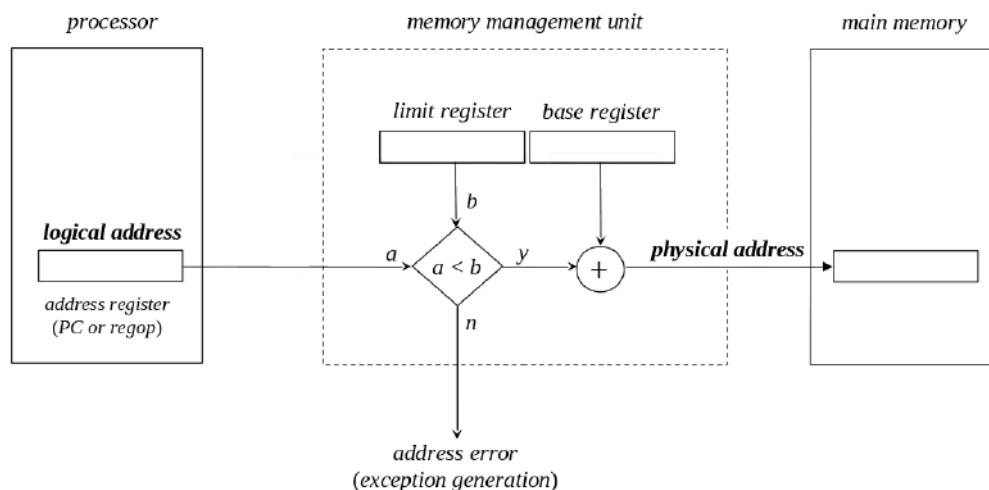 processor
memory management unit
main memory
limit register
base register
b
logical address
a
a < b
y
+
physical address
address register
(PC or regop)
n
address error
(exception generation)